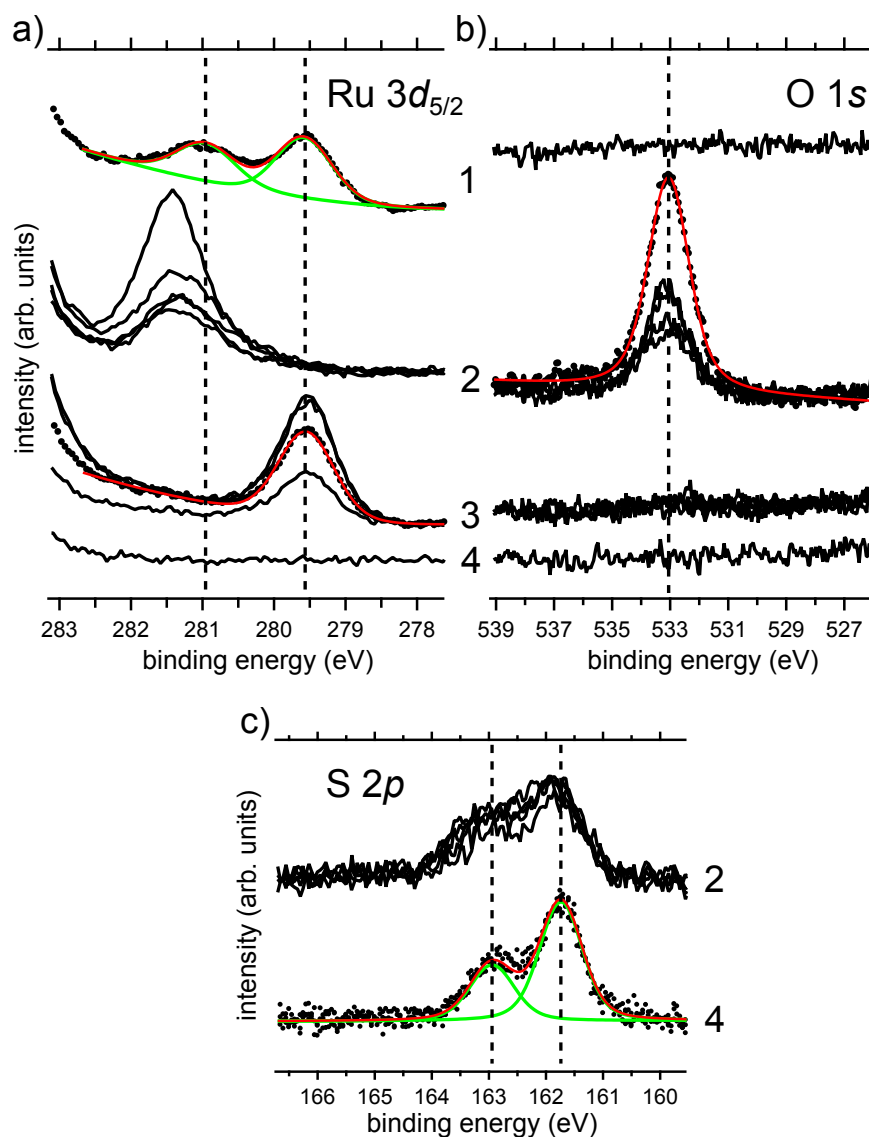 a)
b)
Ru 3d5/2
O 1s
1
2
3
4
intensity (arb. units)
283 282 281 280 279 278
539 537 535 533 531 529 527
binding energy (eV)
binding energy (eV)
c)
S 2p
2
4
intensity (arb. units)
166 165 164 163 162 161 160
binding energy (eV)